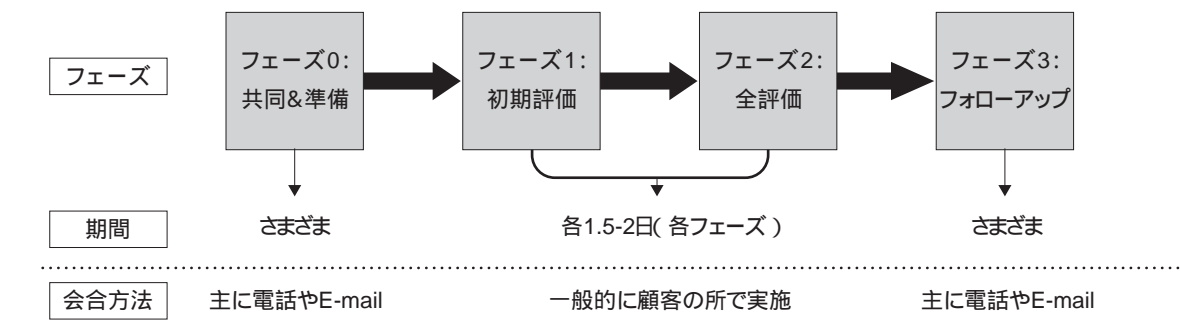 フェーズ
フェーズ0:
共同&準備
フェーズ1:
初期評価
フェーズ2:
全評価
フェーズ3:
フォローアップ
期間
さまざま
各1.5-2日( 各フェーズ )
さまざま
会合方法
主に電話やE-mail
一般的に顧客の所で実施
主に電話やE-mail